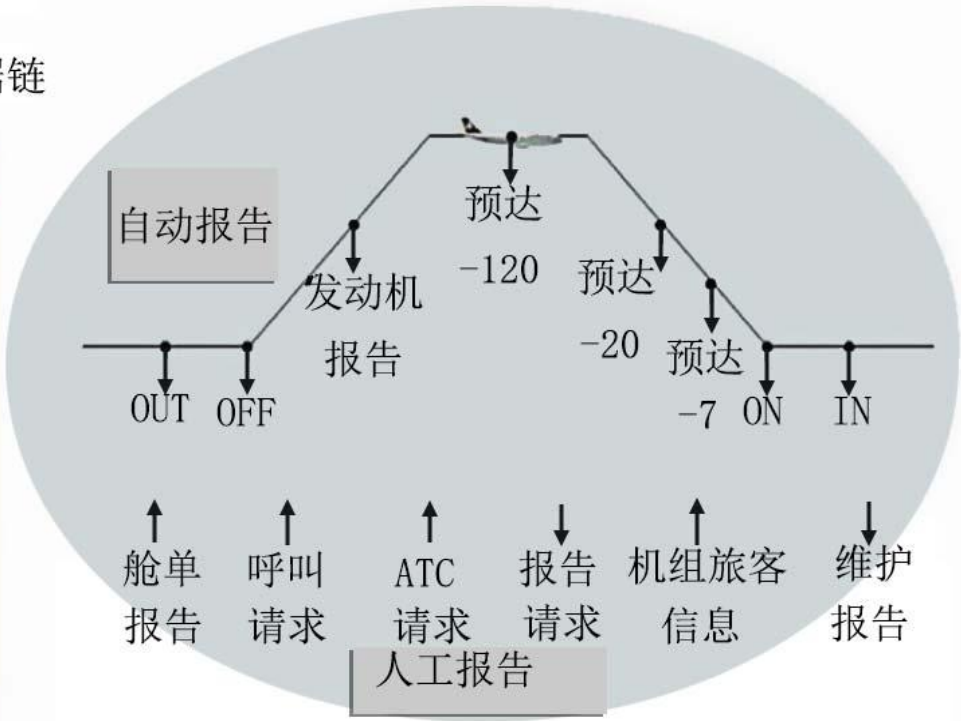 链
自动报告
预达
-120
发动机
报告
预达
-20
预达
-7
OUT
OFF
ON
IN
舱单
报告
呼叫
请求
ATC
请求
报告
请求
机组旅客
信息
维护
报告
人工报告